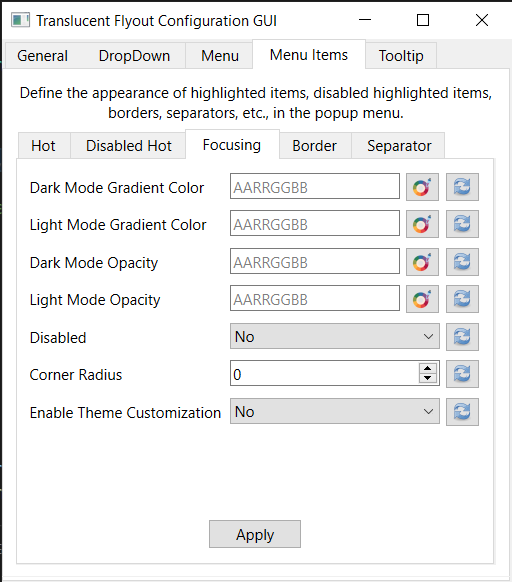 Translucent Flyout Configuration GUI
General DropDown Menu Menu Items Tooltip
Define the appearance of highlighted items, disabled highlighted items,
borders, separators, etc., in the popup menu.
Hot Disabled Hot Focusing Border Separator
Dark Mode Gradient Color AARRGGBB
Light Mode Gradient Color AARRGGBB
Dark Mode Opacity AARRGGBB
Light Mode Opacity AARRGGBB
Disabled No
Corner Radius 0
Enable Theme Customization No
Apply